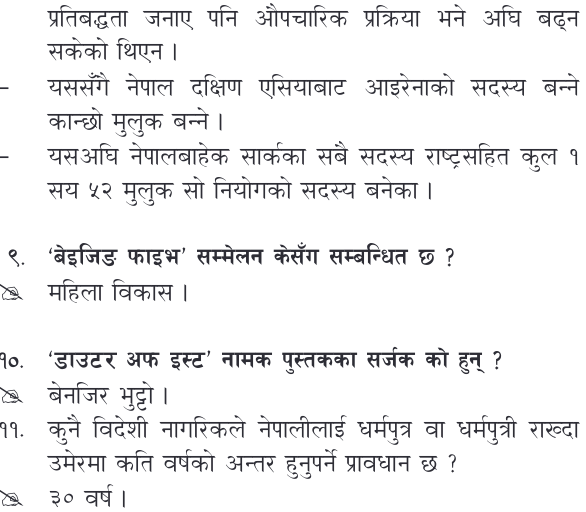 प्रतिबद्धता जनाए पनि औपचारिक प्रक्रिया भने अघि बढ्न
सकेको थिएन ।
– यससँगै नेपाल दक्षिण एसियाबाट आइरेनाको सदस्य बन्ने
कान्छो मुलुक बन्ने ।
– यसअघि नेपालबाहेक सार्कका सबै सदस्य राष्ट्रसहित कुल १
सय ५२ मुलुक सो नियोगको सदस्य बनेका ।
९. ‘बेइजिङ फाइभ’ सम्मेलन केसँग सम्बन्धित छ ?
महिला विकास ।
१०. ‘डाउटर अफ इस्ट’ नामक पुस्तकका सर्जक को हुन् ?
बेनजिर भुट्टो ।
११. कुनै विदेशी नागरिकले नेपालीलाई धर्मपुत्र वा धर्मपुत्री राख्दा
उमेरमा कति वर्षको अन्तर हुनुपर्ने प्रावधान छ ?
३० वर्ष ।